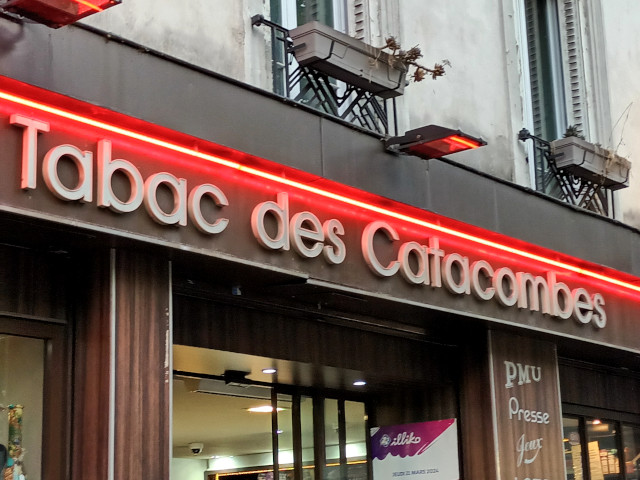 Tabac des Catacombes
PMU
Presse
Jeux
illiko